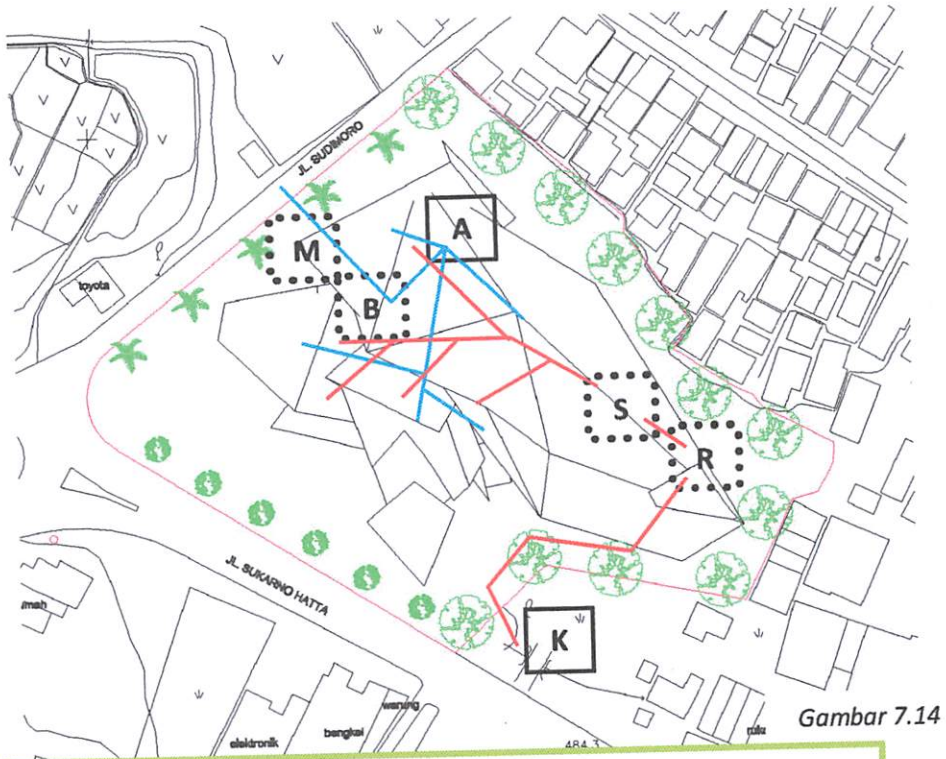 JL. SUDIMORO
A
M
toyota
B
S
R
JL. SUKARNO HATTA
K
warung
bengkel
elektronik
484.3
Gambar 7.14